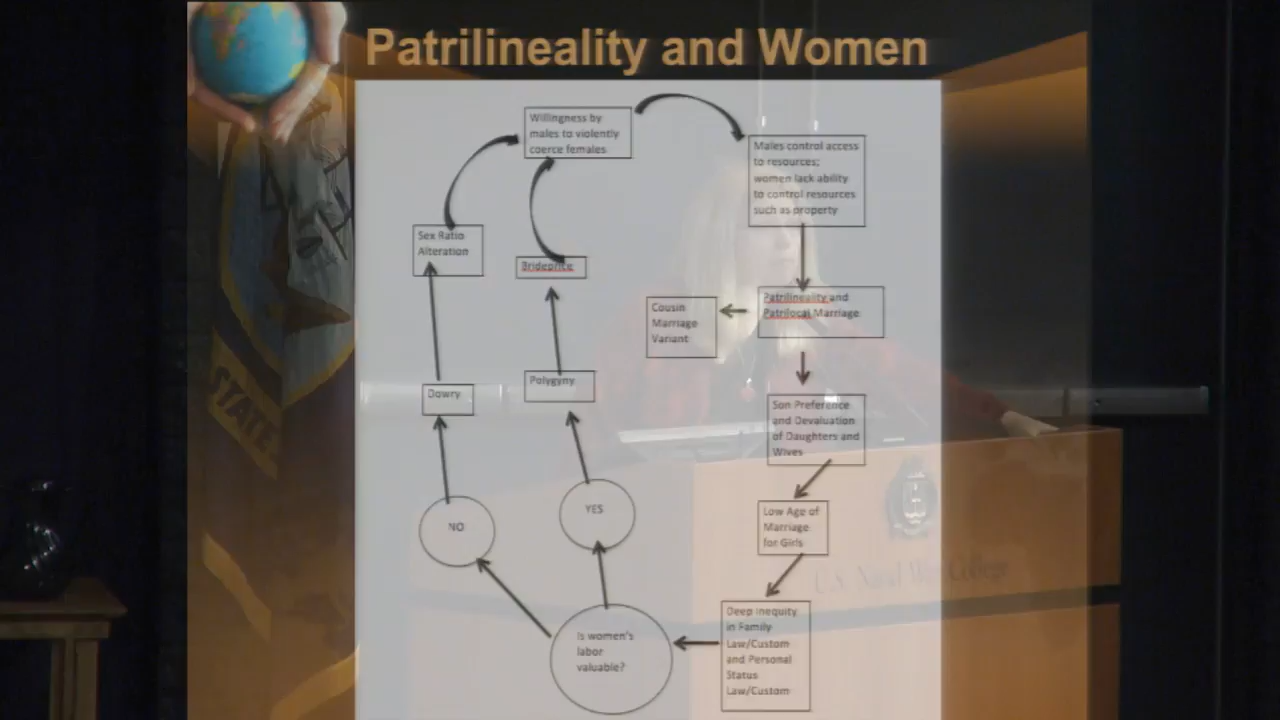 Patrilineality and Women
Willingness by
males to violently
coerce females
Males control access
to resources;
women lack ability
to control resources
such as property
Sex Ratio
Alteration
Brideprice
Cousin
Marriage
Variant
Patrilineality and
Patrilocal Marriage
Dowry
Polygyny
Son Preference
and Devaluation
of Daughters and
Wives
NO
YES
Low Age of
Marriage
for Girls
Is women's
labor
valuable?
Deep Inequity
in Family
Law/Custom
and Personal
Status
Law/Custom
STATE
U.S. Naval War College